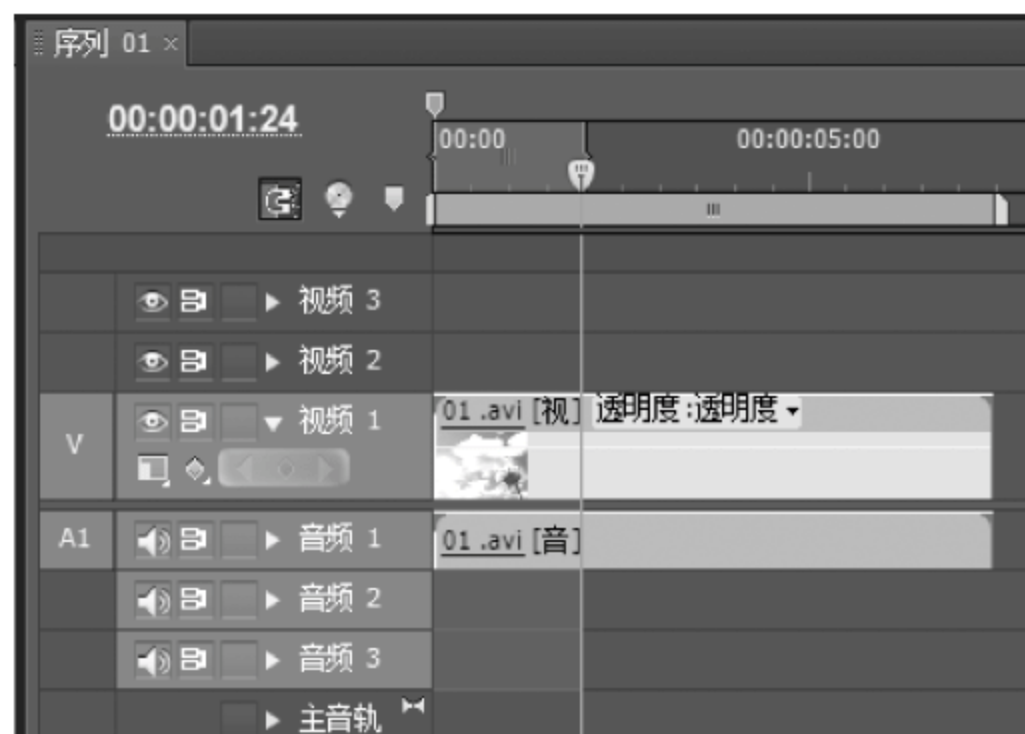 序列 01 ×
00:00:01:24
00:00 00:00:05:00
视频 3
视频 2
V 视频 1 01 .avi [视] 透明度:透明度
A1 音频 1 01 .avi [音]
音频 2
音频 3
主音轨